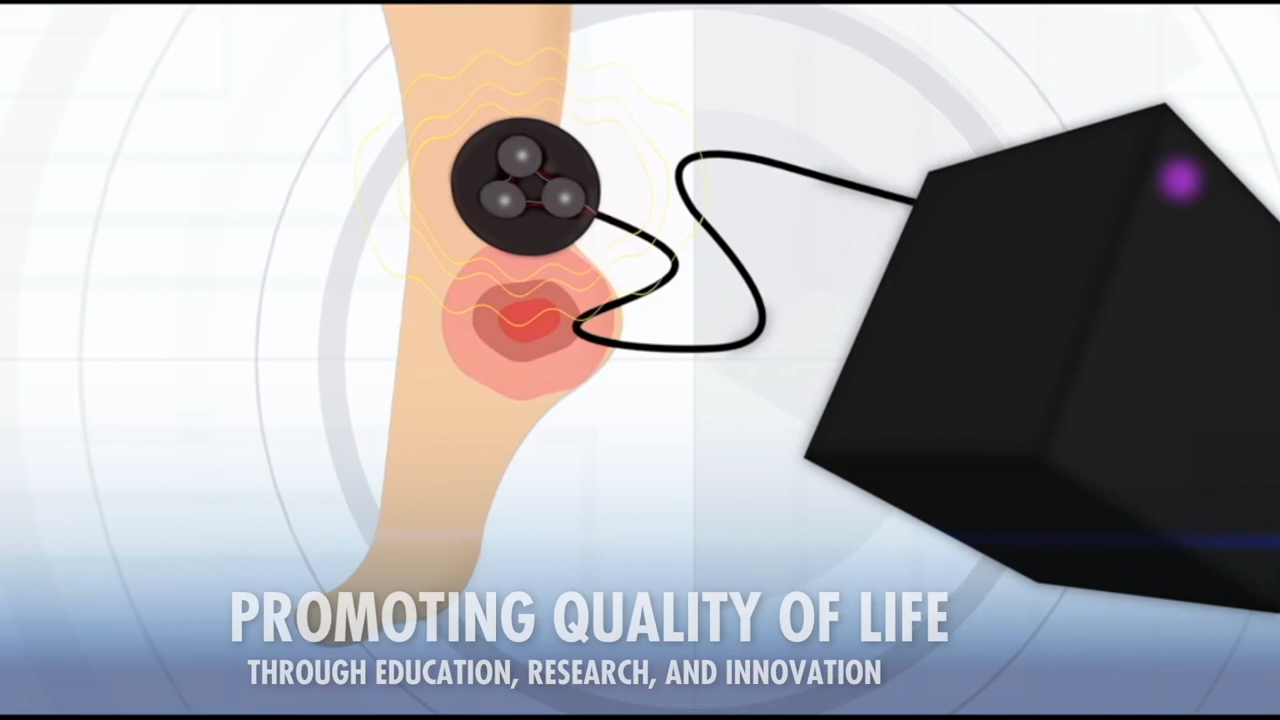 PROMOTING QUALITY OF LIFE
THROUGH EDUCATION, RESEARCH, AND INNOVATION